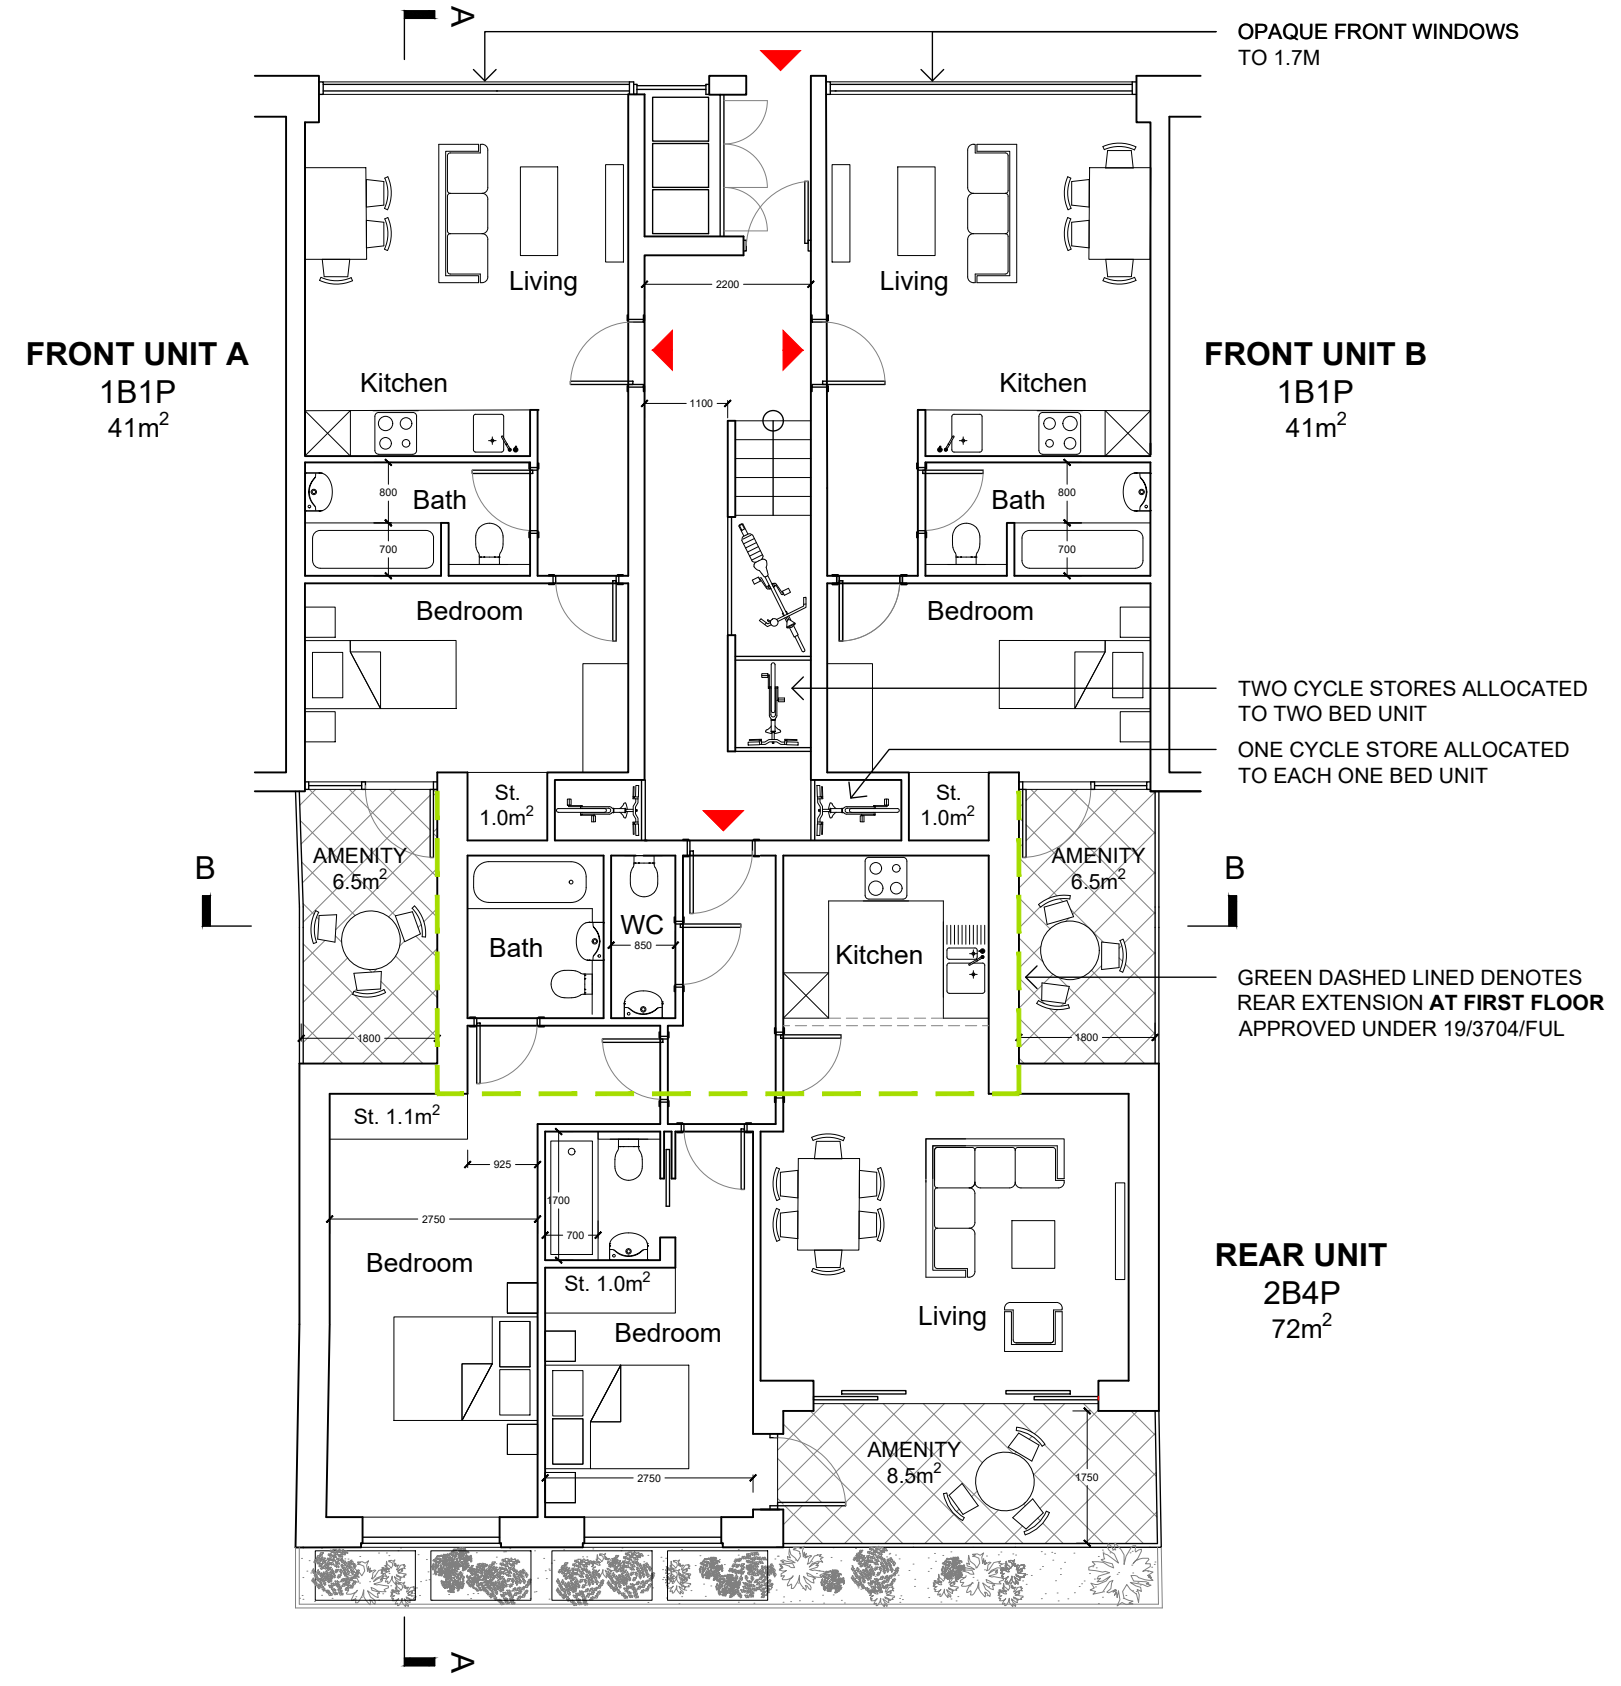 A
OPAQUE FRONT WINDOWS
TO 1.7M
Living
2200
Living
FRONT UNIT A
1B1P
41m²
FRONT UNIT B
1B1P
41m²
Kitchen
1100
Kitchen
800
Bath
700
Bath
800
700
Bedroom
Bedroom
TWO CYCLE STORES ALLOCATED
TO TWO BED UNIT
ONE CYCLE STORE ALLOCATED
TO EACH ONE BED UNIT
St.
1.0m²
St.
1.0m²
AMENITY
6.5m²
AMENITY
6.5m²
B
B
Bath
WC
850
Kitchen
GREEN DASHED LINED DENOTES
REAR EXTENSION AT FIRST FLOOR
APPROVED UNDER 19/3704/FUL
1800
1800
St. 1.1m²
925
1700
2750
700
Bedroom
St. 1.0m²
Bedroom
Living
REAR UNIT
2B4P
72m²
AMENITY
8.5m²
2750
1750
A